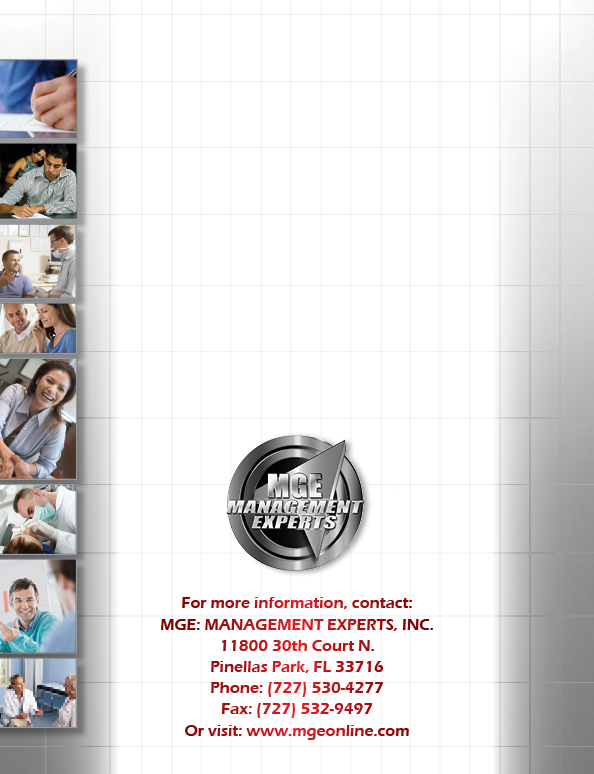 MGE
MANAGEMENT
EXPERTS
For more information, contact:
MGE: MANAGEMENT EXPERTS, INC.
11800 30th Court N.
Pinellas Park, FL 33716
Phone: (727) 530-4277
Fax: (727) 532-9497
Or visit: www.mgeonline.com